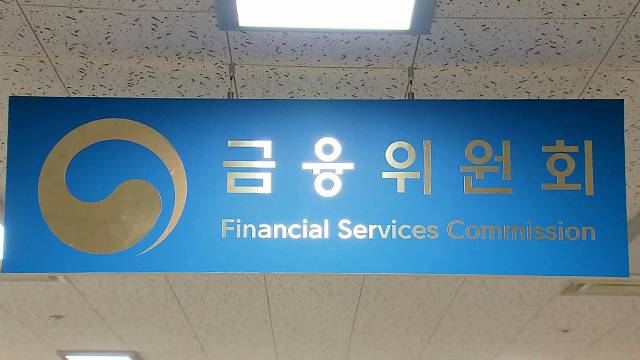 금융위원회
Financial Services Commission